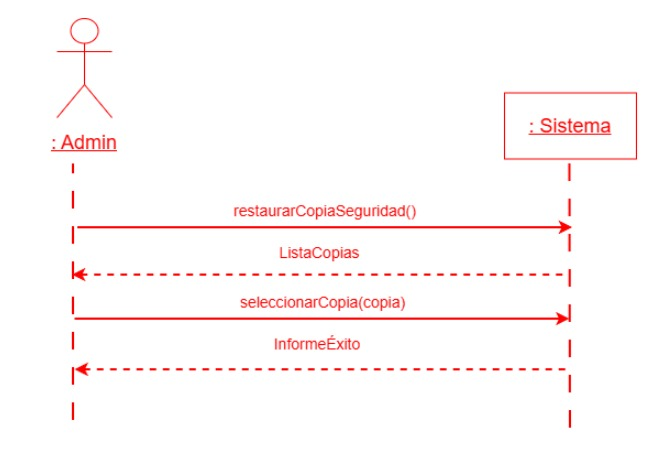 : Admin
: Sistema
restaurarCopiaSeguridad()
ListaCopias
seleccionarCopia(copia)
InformeÉxito